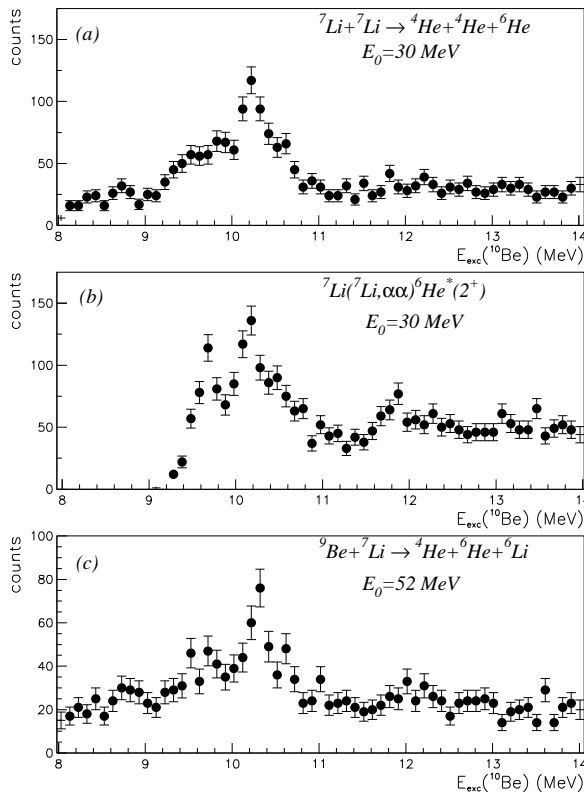 (a)
⁷Li+⁷Li → ⁴He+⁴He+⁶He
E₀=30 MeV
counts
150
100
50
0
8 9 10 11 12 13 14
E_exc(¹⁰Be) (MeV)
(b)
⁷Li(⁷Li,αα)⁶He*(2⁺)
E₀=30 MeV
counts
150
100
50
0
8 9 10 11 12 13 14
E_exc(¹⁰Be) (MeV)
(c)
⁹Be+⁷Li → ⁴He+⁶He+⁶Li
E₀=52 MeV
counts
100
80
60
40
20
0
8 9 10 11 12 13 14
E_exc(¹⁰Be) (MeV)